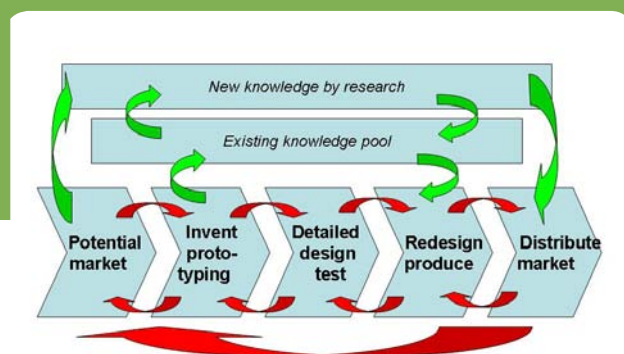 New knowledge by research
Existing knowledge pool
Potential
market
Invent
proto-
typing
Detailed
design
test
Redesign
produce
Distribute
market